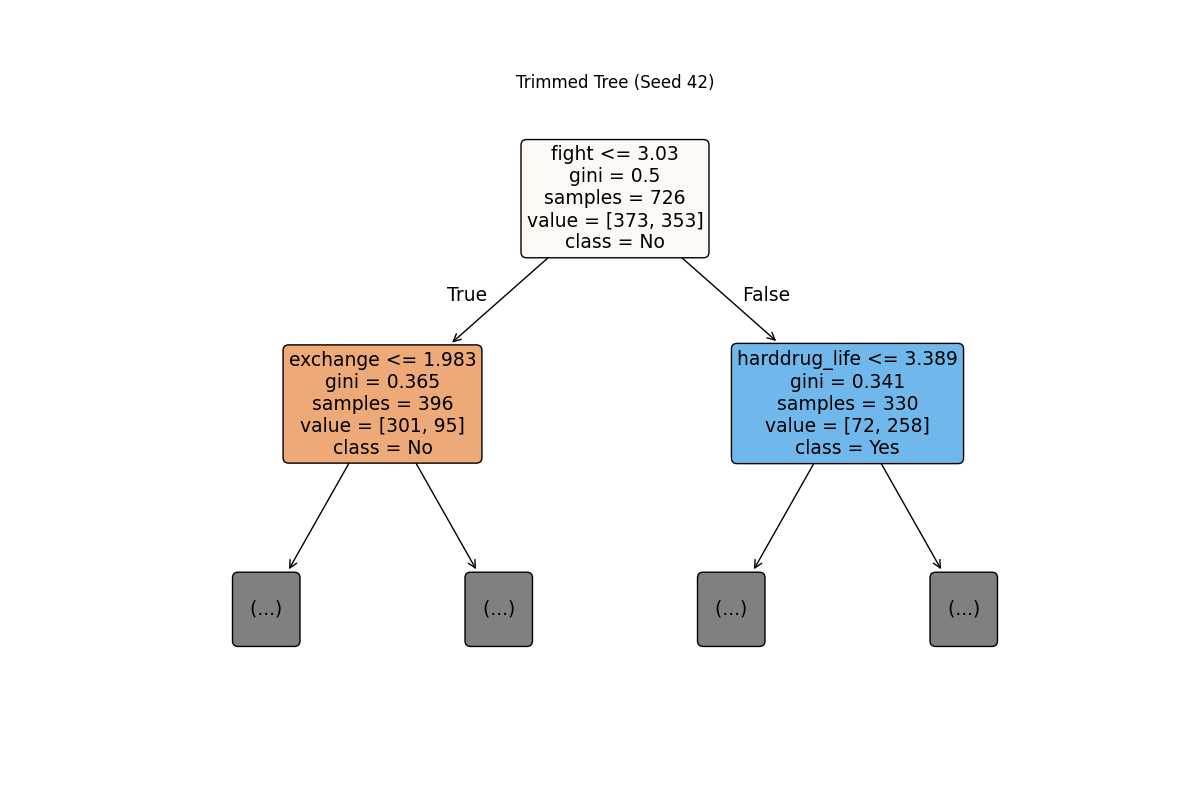 Trimmed Tree (Seed 42)
fight <= 3.03
gini = 0.5
samples = 726
value = [373, 353]
class = No
True
False
exchange <= 1.983
gini = 0.365
samples = 396
value = [301, 95]
class = No
harddrug_life <= 3.389
gini = 0.341
samples = 330
value = [72, 258]
class = Yes
(...)
(...)
(...)
(...)